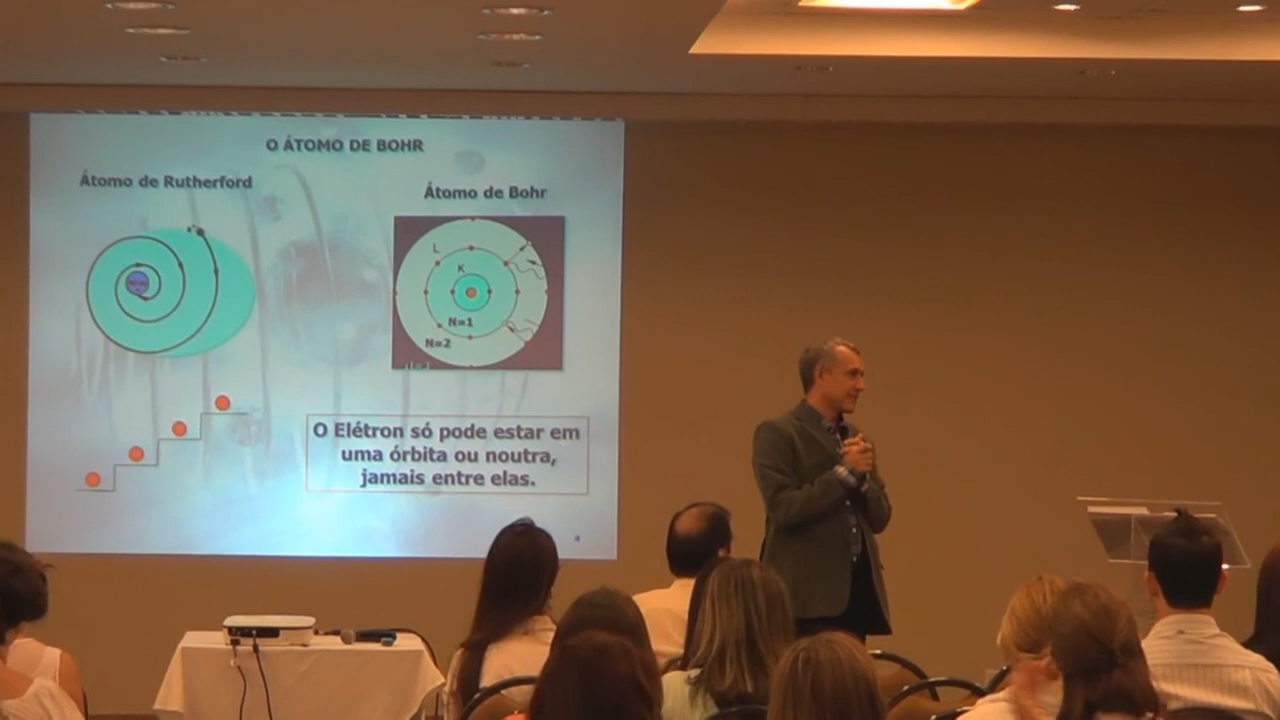 O ÁTOMO DE BOHR
Átomo de Rutherford
Átomo de Bohr
L
K
N=1
N=2
O Elétron só pode estar em
uma órbita ou noutra,
jamais entre elas.